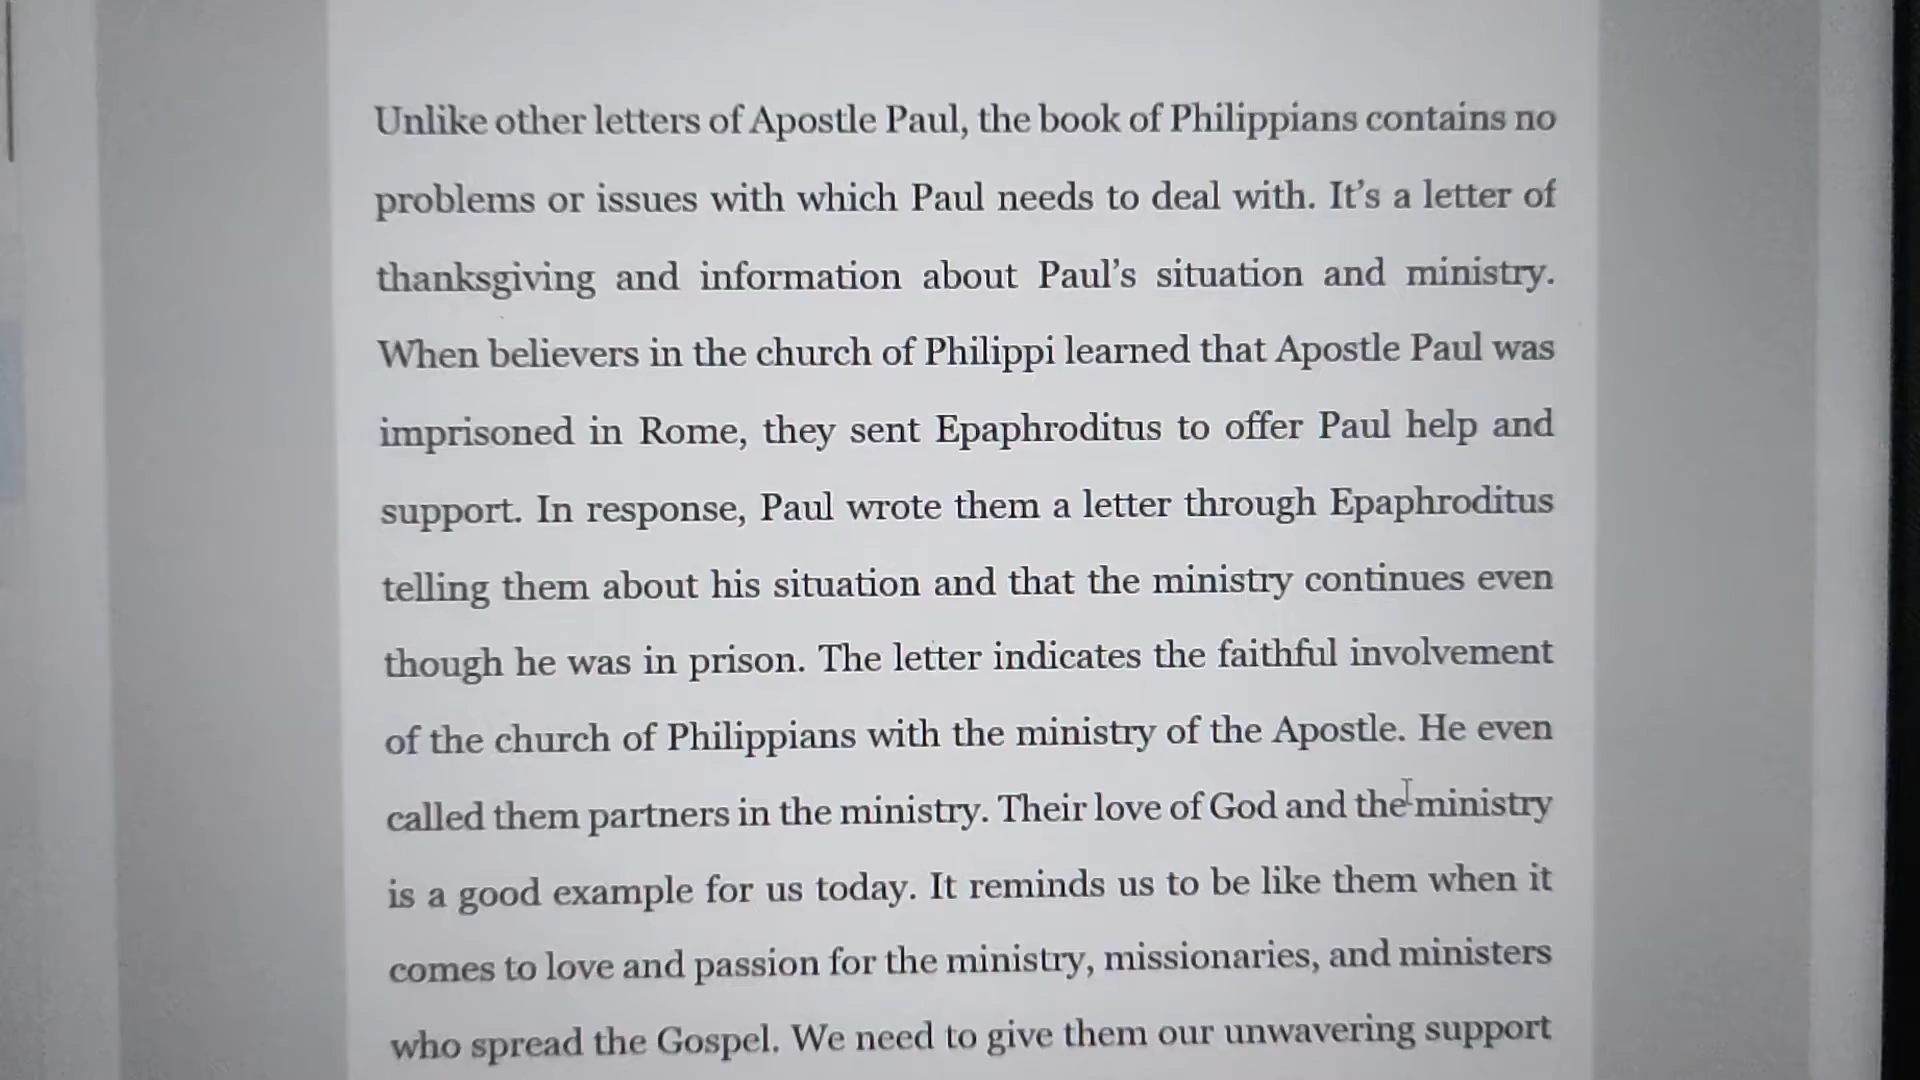 Unlike other letters of Apostle Paul, the book of Philippians contains no
problems or issues with which Paul needs to deal with. It’s a letter of
thanksgiving and information about Paul’s situation and ministry.
When believers in the church of Philippi learned that Apostle Paul was
imprisoned in Rome, they sent Epaphroditus to offer Paul help and
support. In response, Paul wrote them a letter through Epaphroditus
telling them about his situation and that the ministry continues even
though he was in prison. The letter indicates the faithful involvement
of the church of Philippians with the ministry of the Apostle. He even
called them partners in the ministry. Their love of God and the ministry
is a good example for us today. It reminds us to be like them when it
comes to love and passion for the ministry, missionaries, and ministers
who spread the Gospel. We need to give them our unwavering support